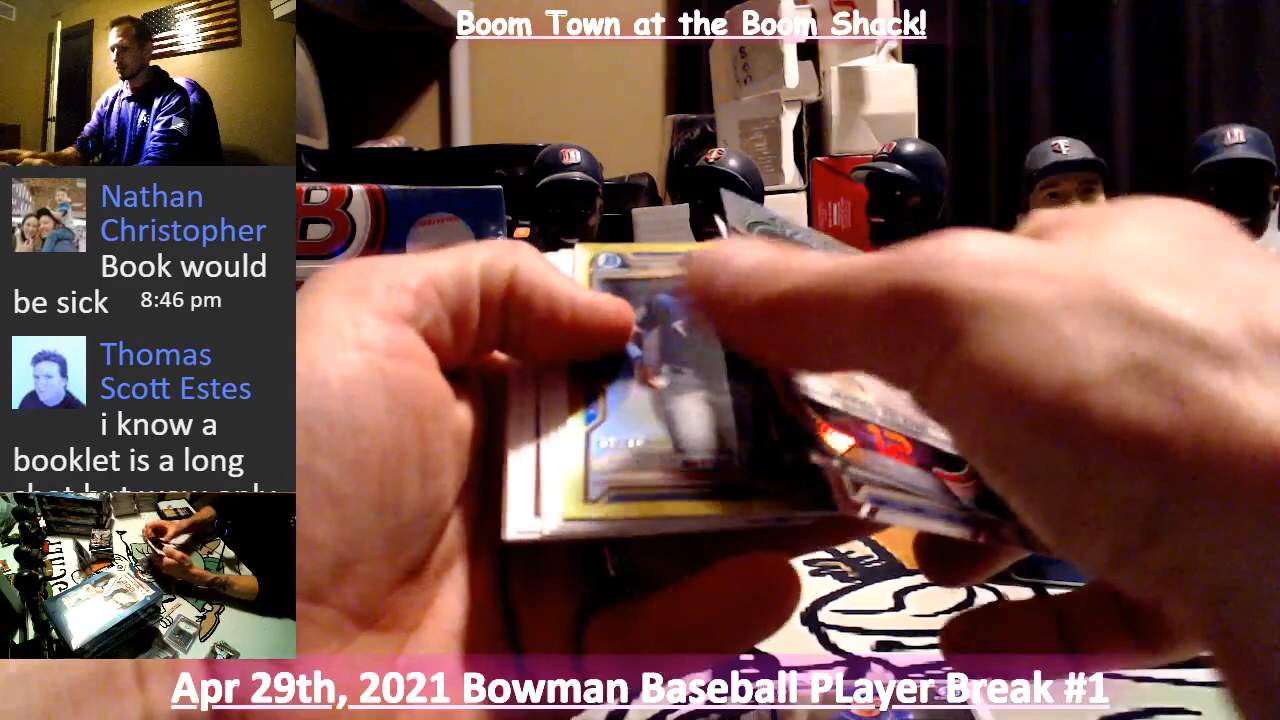 Boom Town at the Boom Shack!
Nathan
Christopher
Book would
be sick 8:46 pm
Thomas
Scott Estes
i know a
booklet is a long
Apr 29th, 2021 Bowman Baseball PLayer Break #1